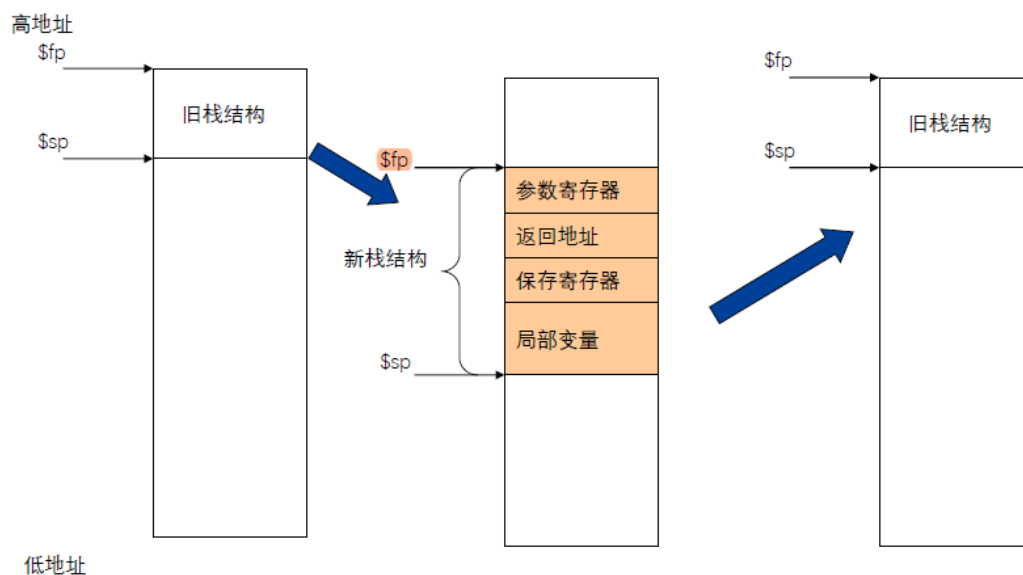 高地址
$fp
旧栈结构
$sp
$fp
参数寄存器
返回地址
新栈结构
保存寄存器
局部变量
$sp
$fp
旧栈结构
$sp
低地址